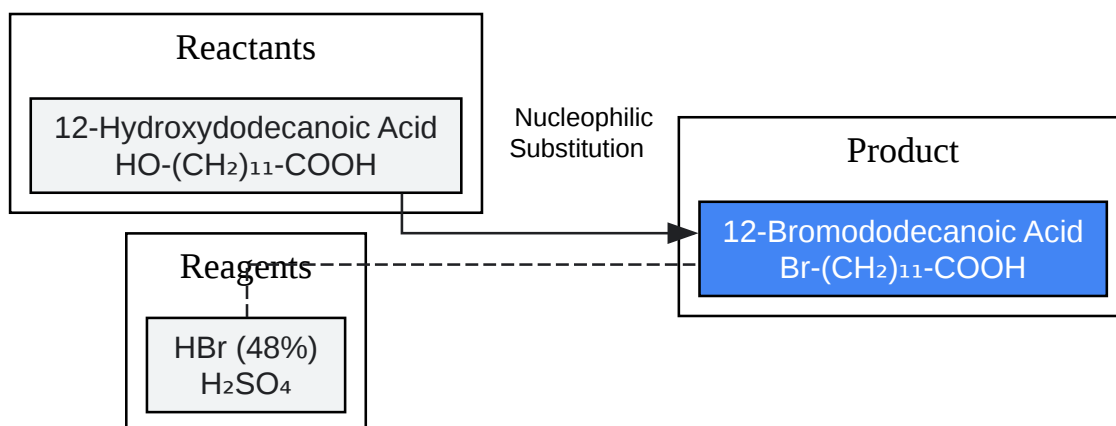 Reactants
12-Hydroxydodecanoic Acid
HO-(CH₂)₁₁-COOH
Nucleophilic
Substitution
Product
12-Bromododecanoic Acid
Br-(CH₂)₁₁-COOH
Reagents
HBr (48%)
H₂SO₄